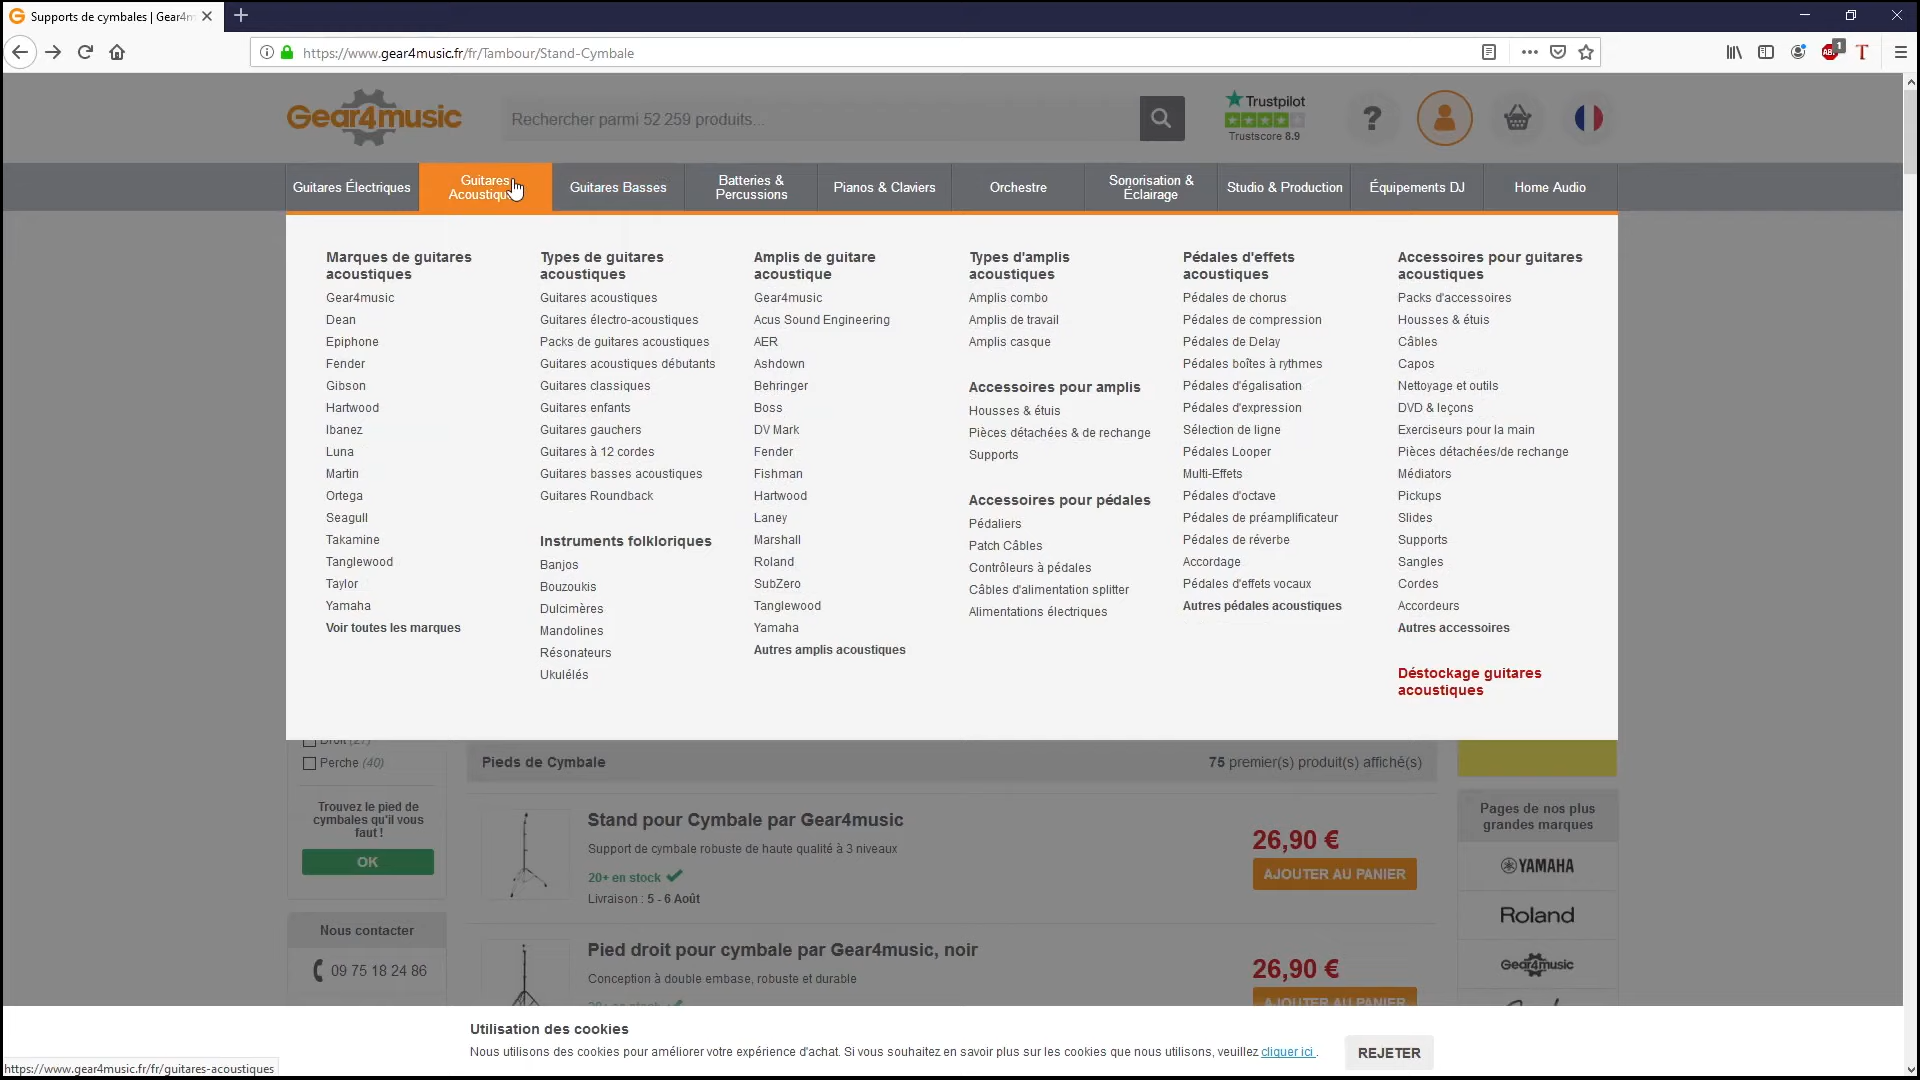 Supports de cymbales | Gear4m
https://www.gear4music.fr/fr/Tambour/Stand-Cymbale
ABP 1
T
Gear4music
Rechercher parmi 52 259 produits...
Trustpilot
Trustscore 8.9
?
Guitares Électriques
Guitares
Acoustiques
Guitares Basses
Batteries &
Percussions
Pianos & Claviers
Orchestre
Sonorisation &
Éclairage
Studio & Production
Équipements DJ
Home Audio
Marques de guitares
acoustiques
Gear4music
Dean
Epiphone
Fender
Gibson
Hartwood
Ibanez
Luna
Martin
Ortega
Seagull
Takamine
Tanglewood
Taylor
Yamaha
Voir toutes les marques
Types de guitares
acoustiques
Guitares acoustiques
Guitares électro-acoustiques
Packs de guitares acoustiques
Guitares acoustiques débutants
Guitares classiques
Guitares enfants
Guitares gauchers
Guitares à 12 cordes
Guitares basses acoustiques
Guitares Roundback
Instruments folkloriques
Banjos
Bouzoukis
Dulcimères
Mandolines
Résonateurs
Ukulélés
Amplis de guitare
acoustique
Gear4music
Acus Sound Engineering
AER
Ashdown
Behringer
Boss
DV Mark
Fender
Fishman
Hartwood
Laney
Marshall
Roland
SubZero
Tanglewood
Yamaha
Autres amplis acoustiques
Types d'amplis
acoustiques
Amplis combo
Amplis de travail
Amplis casque
Accessoires pour amplis
Housses & étuis
Pièces détachées & de rechange
Supports
Accessoires pour pédales
Pédaliers
Patch Câbles
Contrôleurs à pédales
Câbles d'alimentation splitter
Alimentations électriques
Pédales d'effets
acoustiques
Pédales de chorus
Pédales de compression
Pédales de Delay
Pédales boîtes à rythmes
Pédales d'égalisation
Pédales d'expression
Sélection de ligne
Pédales Looper
Multi-Effets
Pédales d'octave
Pédales de préamplificateur
Pédales de réverbe
Accordage
Pédales d'effets vocaux
Autres pédales acoustiques
Accessoires pour guitares
acoustiques
Packs d'accessoires
Housses & étuis
Câbles
Capos
Nettoyage et outils
DVD & leçons
Exerciseurs pour la main
Pièces détachées/de rechange
Médiators
Pickups
Slides
Supports
Sangles
Cordes
Accordeurs
Autres accessoires
Déstockage guitares
acoustiques
Droit (27)
Perche (40)
Trouvez le pied de
cymbales qu'il vous
faut !
OK
Nous contacter
09 75 18 24 86
Pieds de Cymbale
75 premier(s) produit(s) affiché(s)
Stand pour Cymbale par Gear4music
Support de cymbale robuste de haute qualité à 3 niveaux
20+ en stock
Livraison : 5 - 6 Août
26,90 €
AJOUTER AU PANIER
Pied droit pour cymbale par Gear4music, noir
Conception à double embase, robuste et durable
20+ en stock
26,90 €
AJOUTER AU PANIER
Pages de nos plus
grandes marques
YAMAHA
Roland
Gear4music
Utilisation des cookies
Nous utilisons des cookies pour améliorer votre expérience d'achat. Si vous souhaitez en savoir plus sur les cookies que nous utilisons, veuillez cliquer ici .
REJETER
https://www.gear4music.fr/fr/guitares-acoustiques